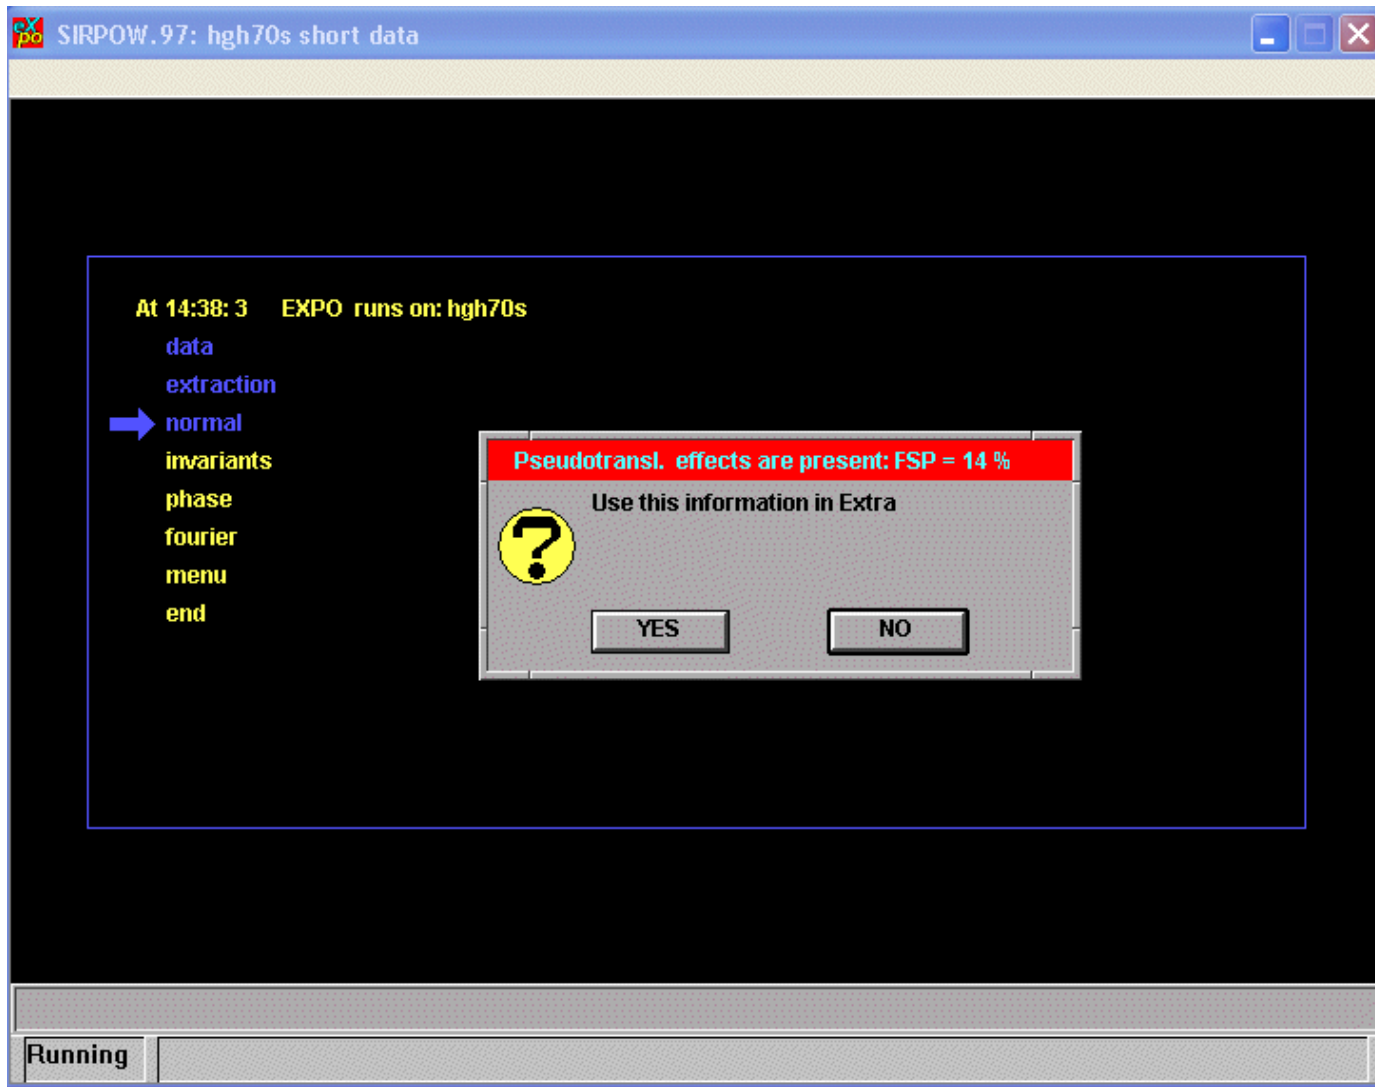 eXpo SIRPOW.97: hgh70s short data
At 14:38: 3 EXPO runs on: hgh70s
data
extraction
normal
invariants
phase
fourier
menu
end
Pseudotransl. effects are present: FSP = 14 %
Use this information in Extra
?
YES NO
Running